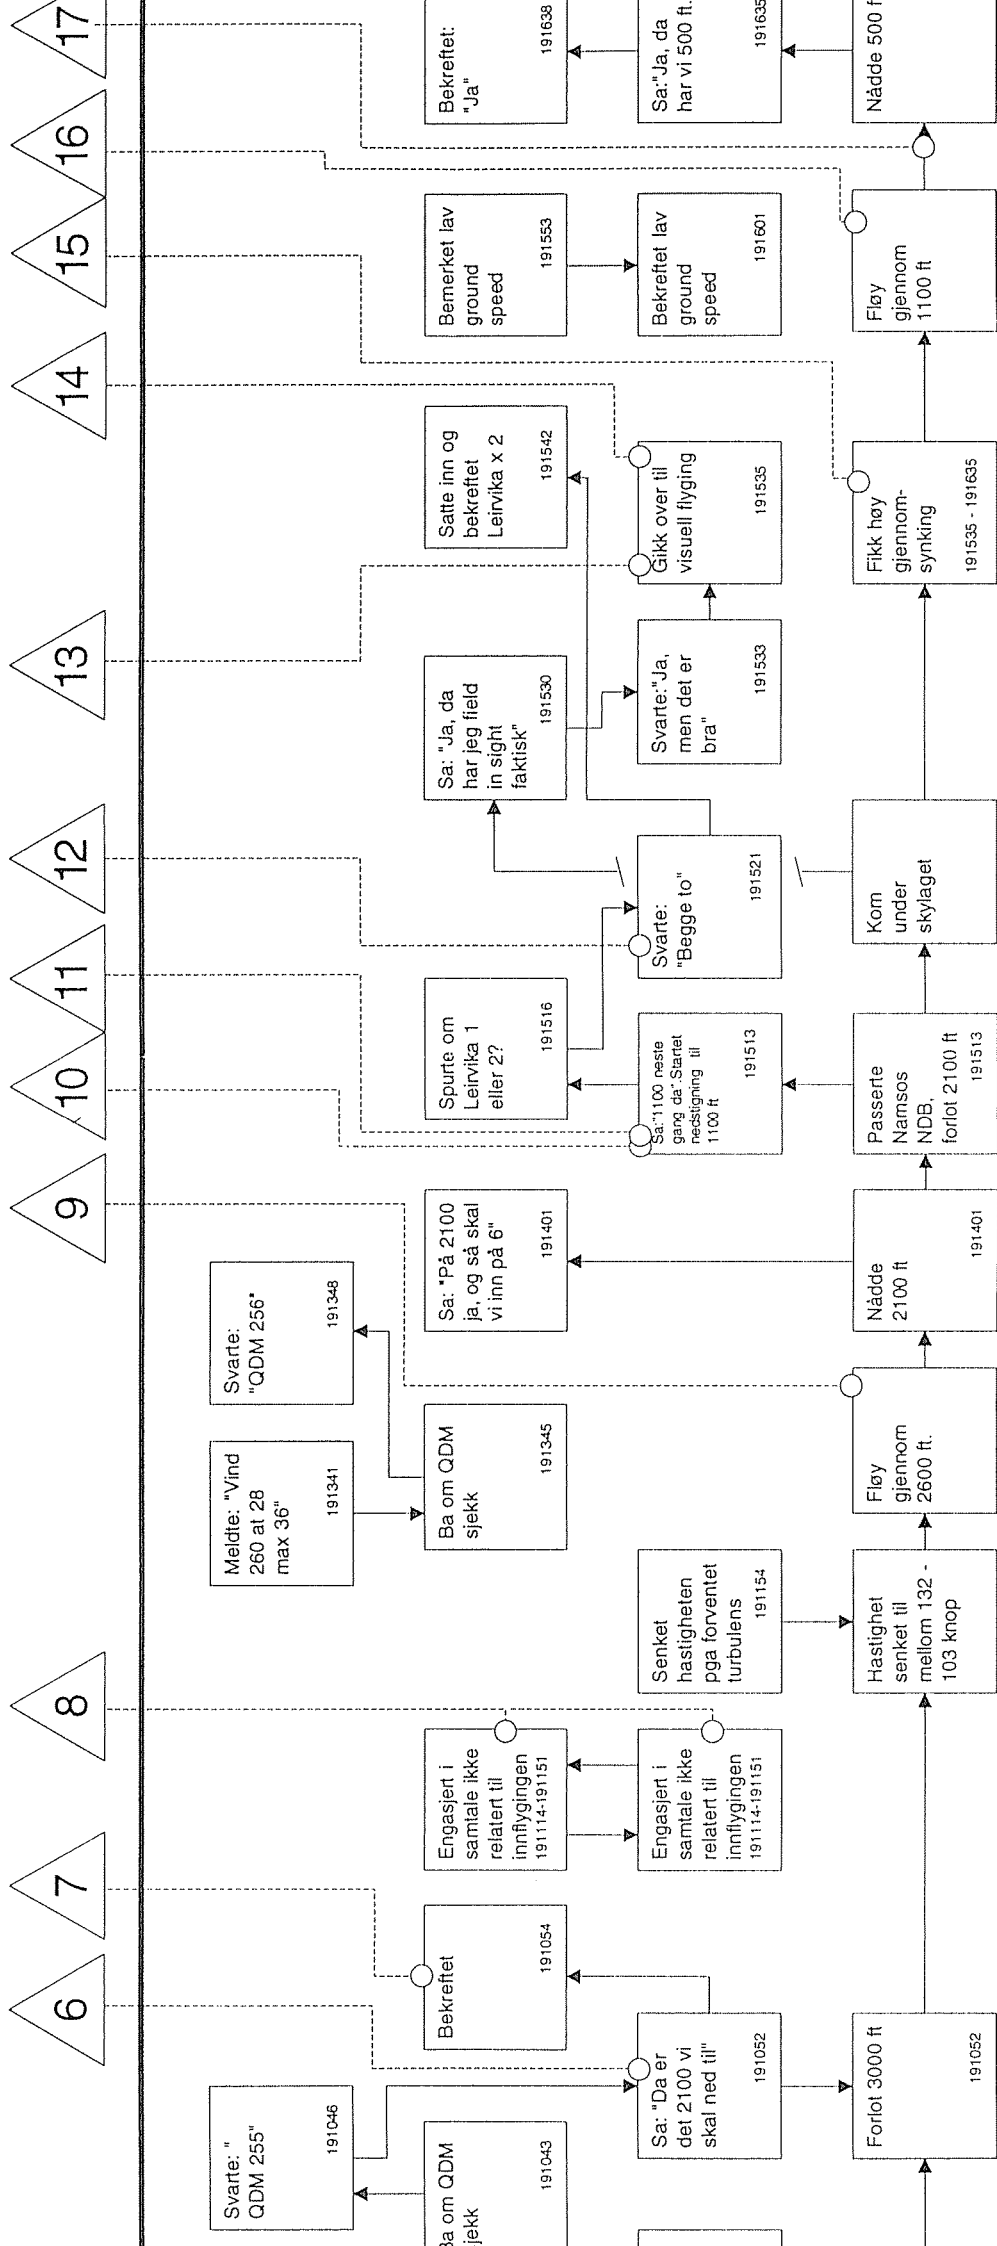 6
7
8
9
10
11
12
13
14
15
16
17
Svarte: "
QDM 255"
191046
Svarte:
"QDM 256"
191348
Meldte: "Vind
260 at 28
max 36"
191341
Ba om QDM
sjekk
191043
Bekreftet
191054
Engasjert i
samtale ikke
relatert til
innflygingen
191114-191151
Ba om QDM
sjekk
191345
Sa: "På 2100
ja, og så skal
vi inn på 6"
191401
Spurte om
Leirvika 1
eller 2?
191516
Sa: "Ja, da
har jeg field
in sight
faktisk"
191530
Satte inn og
bekreftet
Leirvika x 2
191542
Bemerket lav
ground
speed
191553
Bekreftet:
"Ja"
191638
Sa: "Da er
det 2100 vi
skal ned til"
191052
Engasjert i
samtale ikke
relatert til
innflygingen
191114-191151
Senket
hastigheten
pga forventet
turbulens
191154
Sa:"1100 neste
gang da".Startet
nedstigning til
1100 ft
191513
Svarte:
"Begge to"
191521
Svarte:"Ja,
men det er
bra"
191533
Gikk over til
visuell flyging
191535
Bekreftet lav
ground
speed
191601
Sa:"Ja, da
har vi 500 ft.
191635
Forlot 3000 ft
191052
Hastighet
senket til
mellom 132 -
103 knop
Fløy
gjennom
2600 ft.
Nådde
2100 ft
191401
Passerte
Namsos
NDB,
forlot 2100 ft
191513
Kom
under
skylaget
Fikk høy
gjennom-
synking
191535 - 191635
Fløy
gjennom
1100 ft
Nådde 500 f